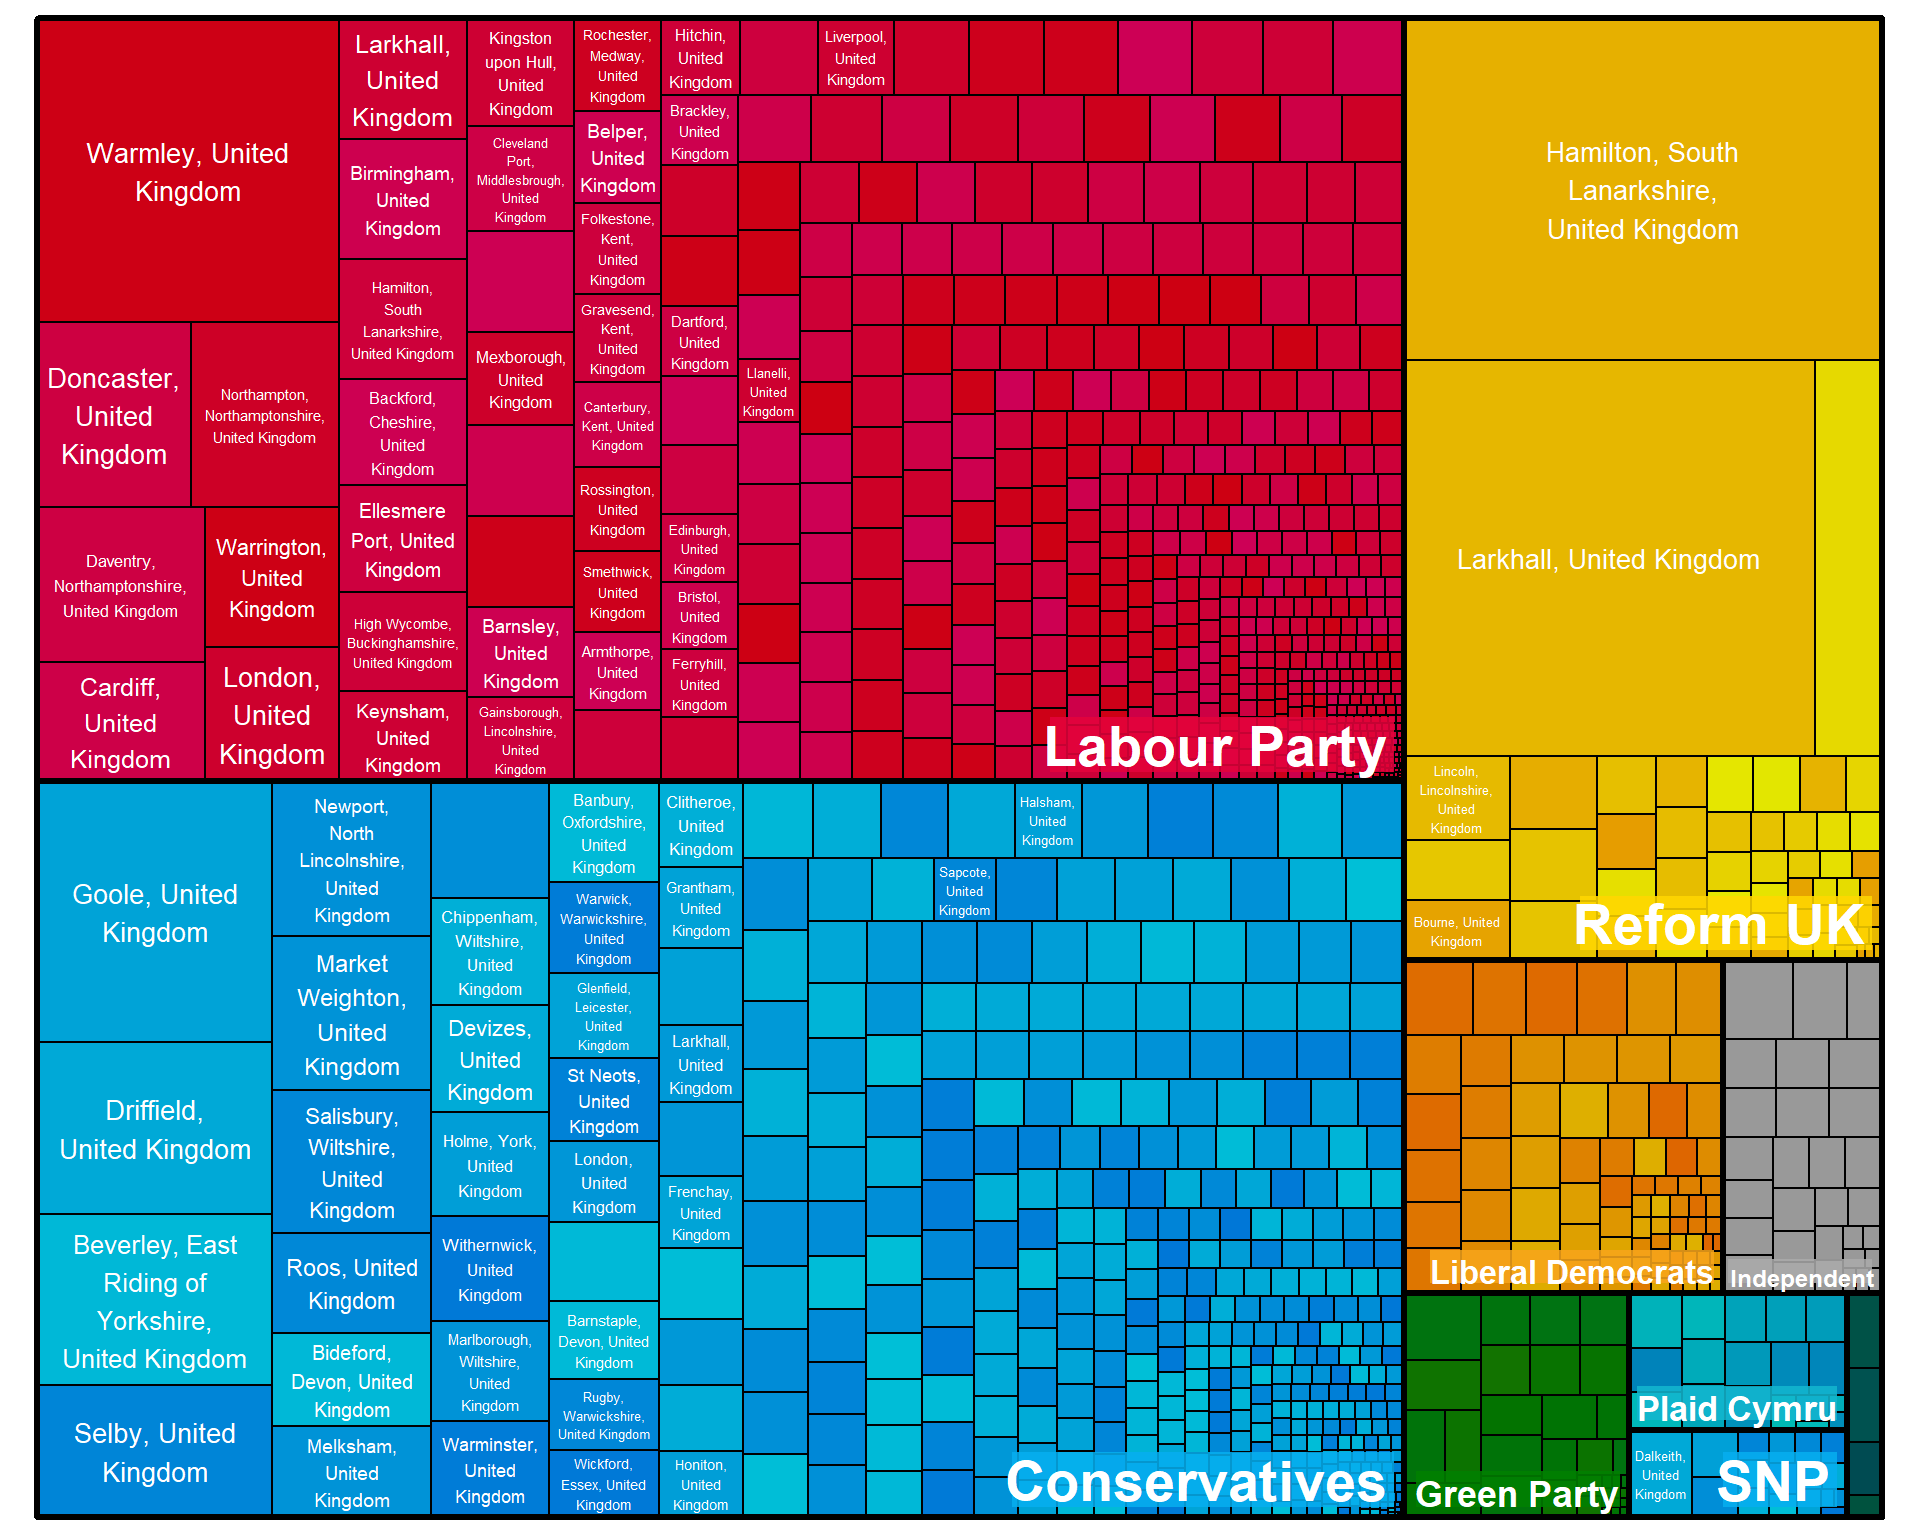 Warmley, United
Kingdom
Doncaster,
United
Kingdom
Northampton,
Northamptonshire,
United Kingdom
Daventry,
Northamptonshire,
United Kingdom
Warrington,
United
Kingdom
Cardiff,
United
Kingdom
London,
United
Kingdom
Larkhall,
United
Kingdom
Birmingham,
United
Kingdom
Hamilton,
South
Lanarkshire,
United Kingdom
Backford,
Cheshire,
United
Kingdom
Ellesmere
Port, United
Kingdom
High Wycombe,
Buckinghamshire,
United Kingdom
Keynsham,
United
Kingdom
Kingston
upon Hull,
United
Kingdom
Cleveland
Port,
Middlesbrough,
United
Kingdom
Mexborough,
United
Kingdom
Barnsley,
United
Kingdom
Gainsborough,
Lincolnshire,
United
Kingdom
Rochester,
Medway,
United
Kingdom
Belper,
United
Kingdom
Folkestone,
Kent,
United
Kingdom
Gravesend,
Kent,
United
Kingdom
Canterbury,
Kent, United
Kingdom
Rossington,
United
Kingdom
Smethwick,
United
Kingdom
Armthorpe,
United
Kingdom
Hitchin,
United
Kingdom
Brackley,
United
Kingdom
Dartford,
United
Kingdom
Edinburgh,
United
Kingdom
Bristol,
United
Kingdom
Ferryhill,
United
Kingdom
Llanelli,
United
Kingdom
Liverpool,
United
Kingdom
Labour Party
Hamilton, South
Lanarkshire,
United Kingdom
Larkhall, United Kingdom
Lincoln,
Lincolnshire,
United
Kingdom
Bourne, United
Kingdom
Reform UK
Goole, United
Kingdom
Driffield,
United Kingdom
Beverley, East
Riding of
Yorkshire,
United Kingdom
Selby, United
Kingdom
Newport,
North
Lincolnshire,
United
Kingdom
Market
Weighton,
United
Kingdom
Salisbury,
Wiltshire,
United
Kingdom
Roos, United
Kingdom
Bideford,
Devon, United
Kingdom
Melksham,
United
Kingdom
Chippenham,
Wiltshire,
United
Kingdom
Devizes,
United
Kingdom
Holme, York,
United
Kingdom
Withernwick,
United
Kingdom
Marlborough,
Wiltshire,
United
Kingdom
Warminster,
United
Kingdom
Banbury,
Oxfordshire,
United
Kingdom
Warwick,
Warwickshire,
United
Kingdom
Glenfield,
Leicester,
United
Kingdom
St Neots,
United
Kingdom
London,
United
Kingdom
Barnstaple,
Devon, United
Kingdom
Rugby,
Warwickshire,
United Kingdom
Wickford,
Essex, United
Kingdom
Clitheroe,
United
Kingdom
Grantham,
United
Kingdom
Larkhall,
United
Kingdom
Frenchay,
United
Kingdom
Honiton,
United
Kingdom
Halsham,
United
Kingdom
Sapcote,
United
Kingdom
Conservatives
Liberal Democrats
Independent
Green Party
Plaid Cymru
Dalkeith,
United
Kingdom
SNP